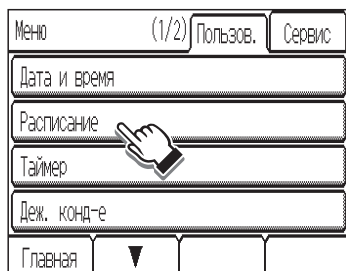 Меню (1/2) Пользов. Сервис
Дата и время
Расписание
Таймер
Деж. конд-е
Главная ▼